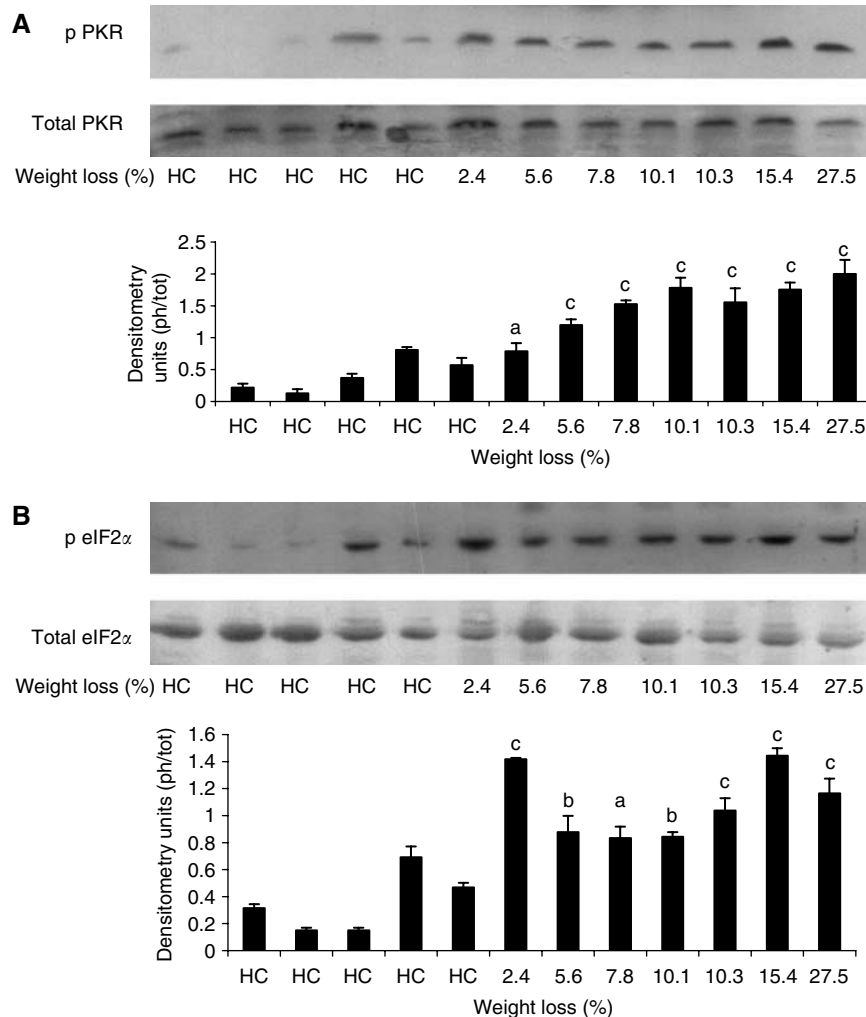 A
p PKR
Total PKR
Weight loss (%) HC HC HC HC HC 2.4 5.6 7.8 10.1 10.3 15.4 27.5
Densitometry
units (ph/tot)
2.5
2
1.5
1
0.5
0
a c c c c c c
HC HC HC HC HC 2.4 5.6 7.8 10.1 10.3 15.4 27.5
Weight loss (%)
B
p eIF2α
Total eIF2α
Weight loss (%) HC HC HC HC HC 2.4 5.6 7.8 10.1 10.3 15.4 27.5
Densitometry units (ph/tot)
1.6
1.4
1.2
1
0.8
0.6
0.4
0.2
0
c b a b c c c
HC HC HC HC HC 2.4 5.6 7.8 10.1 10.3 15.4 27.5
Weight loss (%)